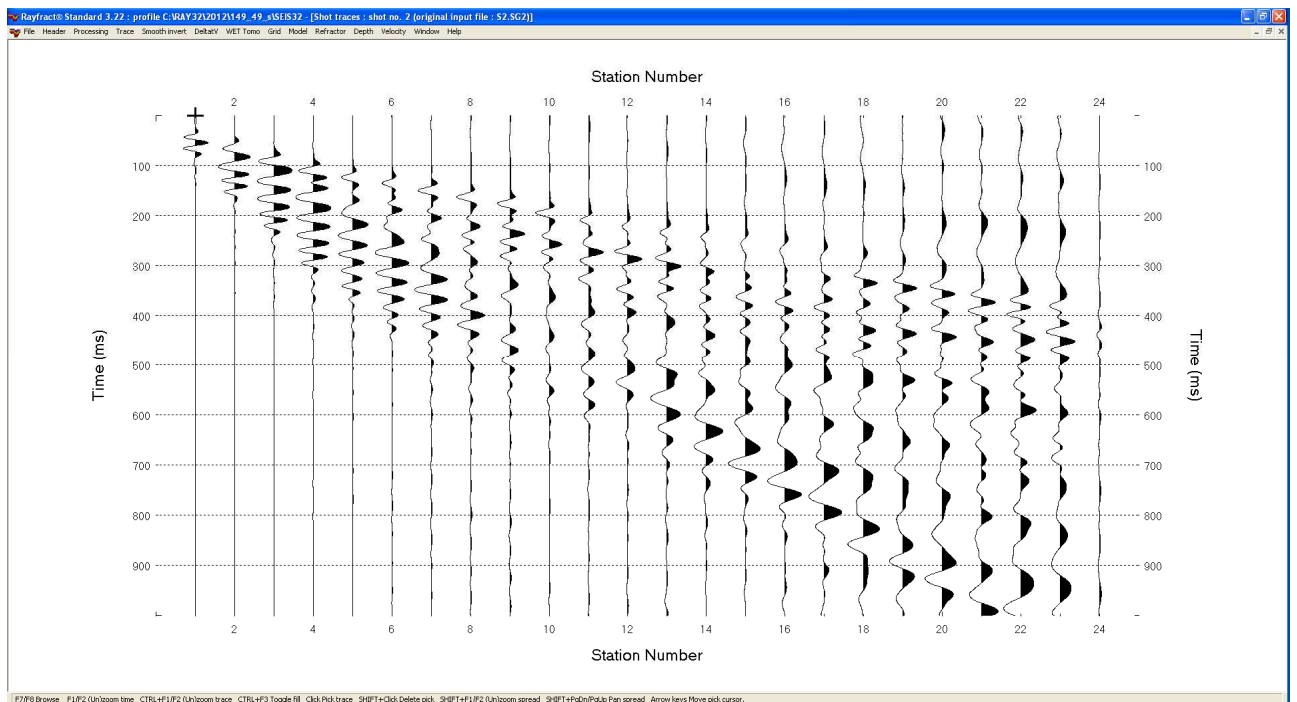 Rayfract® Standard 3.22 : profile C:\RAY32\2012\149_49_s\SEIS32 - [Shot traces : shot no. 2 (original input file : S2.SG2)]
File Header Processing Trace Smooth invert DeltatV WET Tomo Grid Model Refractor Depth Velocity Window Help
Station Number
2 4 6 8 10 12 14 16 18 20 22 24
100 100
200 200
300 300
400 400
Time (ms) Time (ms)
500 500
600 600
700 700
800 800
900 900
2 4 6 8 10 12 14 16 18 20 22 24
Station Number
F7/F8 Browse F1/F2 (Un)zoom time CTRL+F1/F2 (Un)zoom trace CTRL+F3 Toggle fill Click Pick trace SHIFT+Click Delete pick SHIFT+F1/F2 (Un)zoom spread SHIFT+PgDn/PgUp Pan spread Arrow keys Move pick cursor.